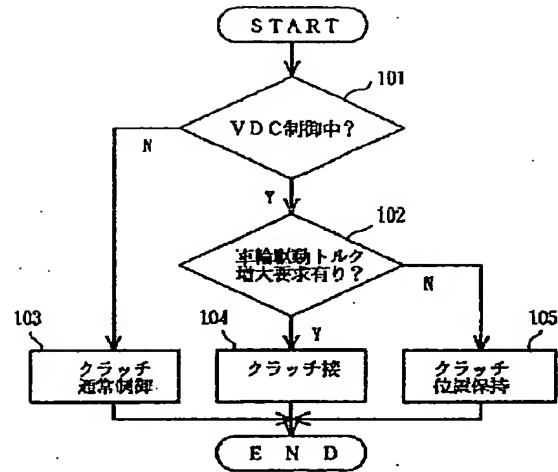 START
101
VDC制御中?
N
Y
102
車輪駆動トルク
増大要求有り?
N
103
104
Y
105
クラッチ
通常制御
クラッチ接
クラッチ
位置保持
END